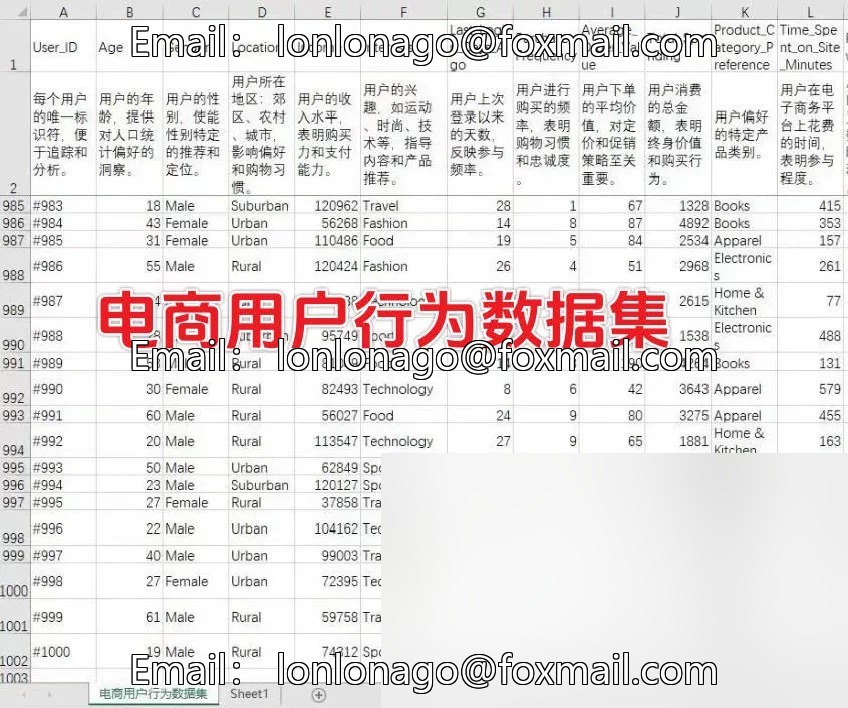 A B C D E F G H I J K L
1 User_ID Age Location Product_Category_Preference Time_Spent_on_Site_Minutes
Email： lonlonago@foxmail.com
2 每个用户的唯一标识符，便于追踪和分析。 用户的年龄，提供对人口统计偏好的洞察。 用户的性别，使能性别特定的推荐和定位。 用户所在地区：郊区、农村、城市，影响偏好和购物习惯。 用户的收入水平，表明购买力和支付能力。 用户的兴趣，如运动、时尚、技术等，指导内容和产品推荐。 用户上次登录以来的天数，反映参与频率。 用户进行购买的频率，表明购物习惯和忠诚度。 用户下单的平均价值，对定价和促销策略至关重要。 用户消费的总金额，表明终身价值和购买行为。 用户偏好的特定产品类别。 用户在电子商务平台上花费的时间，表明参与程度。
985 #983 18 Male Suburban 120962 Travel 28 1 67 1328 Books 415
986 #984 43 Female Urban 56268 Fashion 14 8 87 4892 Books 353
987 #985 31 Female Urban 110486 Food 19 5 84 2534 Apparel 157
988 #986 55 Male Rural 120424 Fashion 26 4 51 2968 Electronics 261
989 #987 2615 Home & Kitchen 77
电商用户行为数据集
990 #988 95749 1538 Electronics 488
Email： lonlonago@foxmail.com
991 #989 Rural Books 131
992 #990 30 Female Rural 82493 Technology 8 6 42 3643 Apparel 579
993 #991 60 Male Rural 56027 Food 24 9 80 3275 Apparel 455
994 #992 20 Male Rural 113547 Technology 27 9 65 1881 Home & Kitchen 163
995 #993 50 Male Urban 62849 Spo
996 #994 23 Male Suburban 120127 Spo
997 #995 27 Female Rural 37858 Tra
998 #996 22 Male Urban 104162 Tec
999 #997 40 Male Urban 99003 Tra
1000 #998 27 Female Urban 72395 Tec
1001 #999 61 Male Rural 59758 Tra
1002 #1000 19 Male Rural 74312 Spo
Email： lonlonago@foxmail.com
1003
电商用户行为数据集 Sheet1